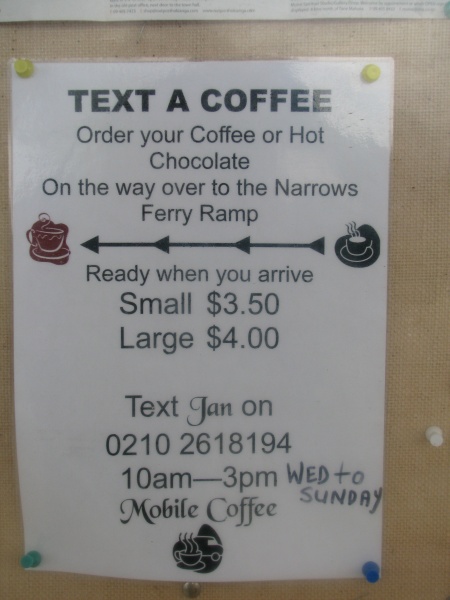 TEXT A COFFEE
Order your Coffee or Hot
Chocolate
On the way over to the Narrows
Ferry Ramp
Ready when you arrive
Small $3.50
Large $4.00
Text Jan on
0210 2618194
10am—3pm WED to
SUNDAY
Mobile Coffee